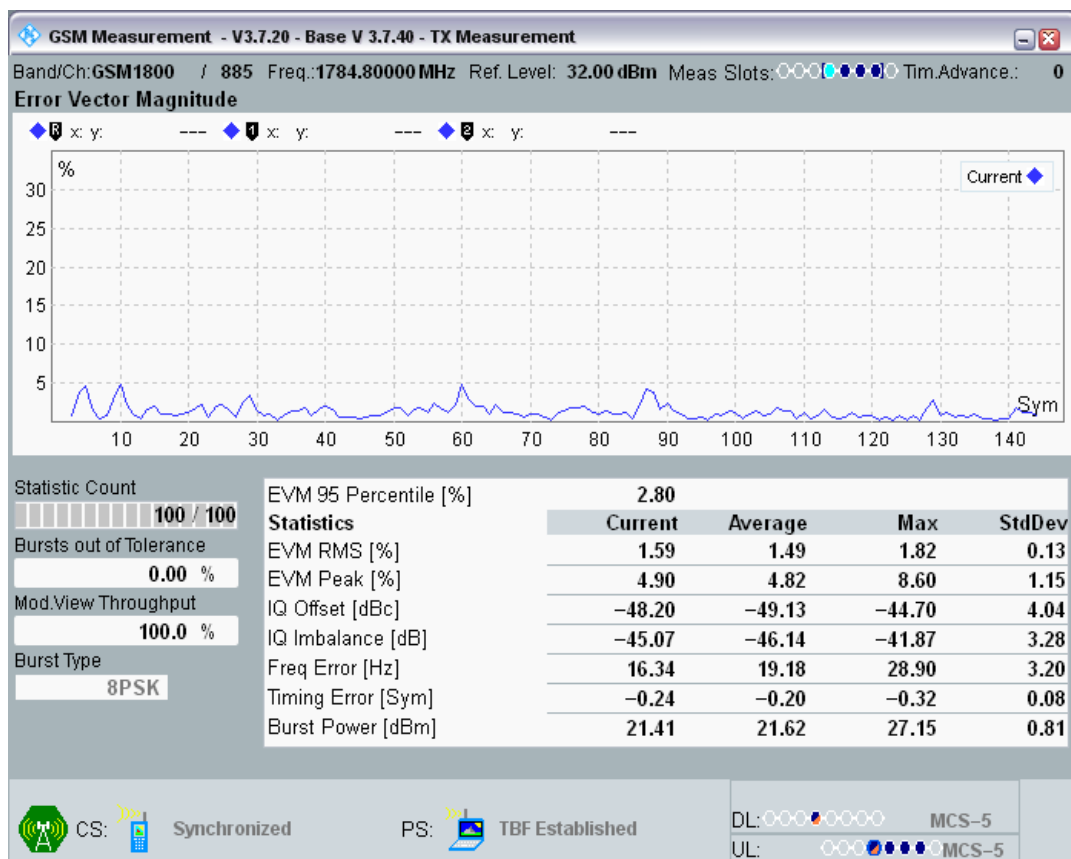 GSM Measurement - V3.7.20 - Base V 3.7.40 - TX Measurement
Band/Ch:GSM1800 / 885 Freq.:1784.80000 MHz Ref. Level: 32.00 dBm Meas Slots: Tim.Advance.: 0
Error Vector Magnitude
R x: y: --- 1 x: y: --- 2 x: y: ---
%
Current
30
25
20
15
10
5
Sym
10 20 30 40 50 60 70 80 90 100 110 120 130 140
Statistic Count
100 / 100
Bursts out of Tolerance
0.00 %
Mod.View Throughput
100.0 %
Burst Type
8PSK
EVM 95 Percentile [%] 2.80
Statistics Current Average Max StdDev
EVM RMS [%] 1.59 1.49 1.82 0.13
EVM Peak [%] 4.90 4.82 8.60 1.15
IQ Offset [dBc] −48.20 −49.13 −44.70 4.04
IQ Imbalance [dB] −45.07 −46.14 −41.87 3.28
Freq Error [Hz] 16.34 19.18 28.90 3.20
Timing Error [Sym] −0.24 −0.20 −0.32 0.08
Burst Power [dBm] 21.41 21.62 27.15 0.81
CS: Synchronized PS: TBF Established
DL: MCS−5
UL: MCS−5